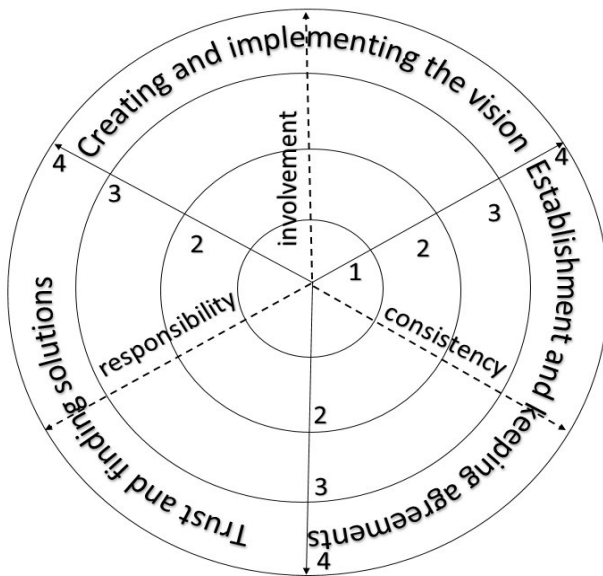 Creating and implementing the vision
4
4
3
3
involvement
2
2
1
Establishment and keeping agreements
responsibility
consistency
Trust and finding solutions
2
3
4